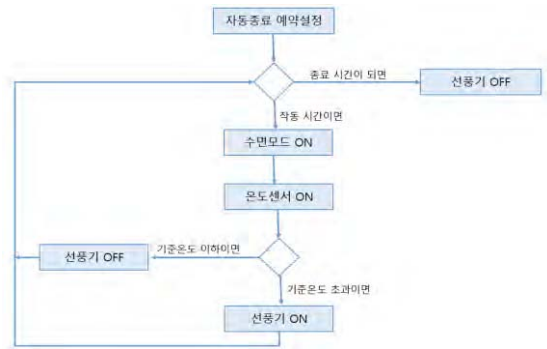 자동종료 예약설정
종료 시간이 되면
선풍기 OFF
작동 시간이면
수면모드 ON
온도센서 ON
기준온도 이하이면
선풍기 OFF
기준온도 초과이면
선풍기 ON